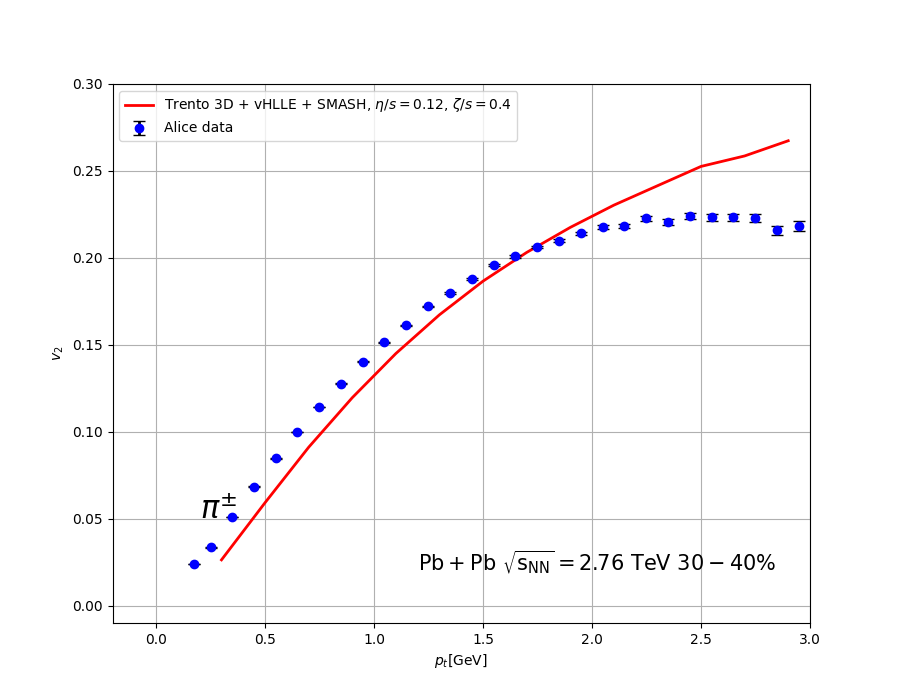 0.30
Trento 3D + vHLLE + SMASH, η/s = 0.12, ζ/s = 0.4
Alice data
0.25
0.20
0.15
v₂
0.10
π±
0.05
Pb + Pb √sNN = 2.76 TeV 30 − 40%
0.00
0.0 0.5 1.0 1.5 2.0 2.5 3.0
pₜ[GeV]